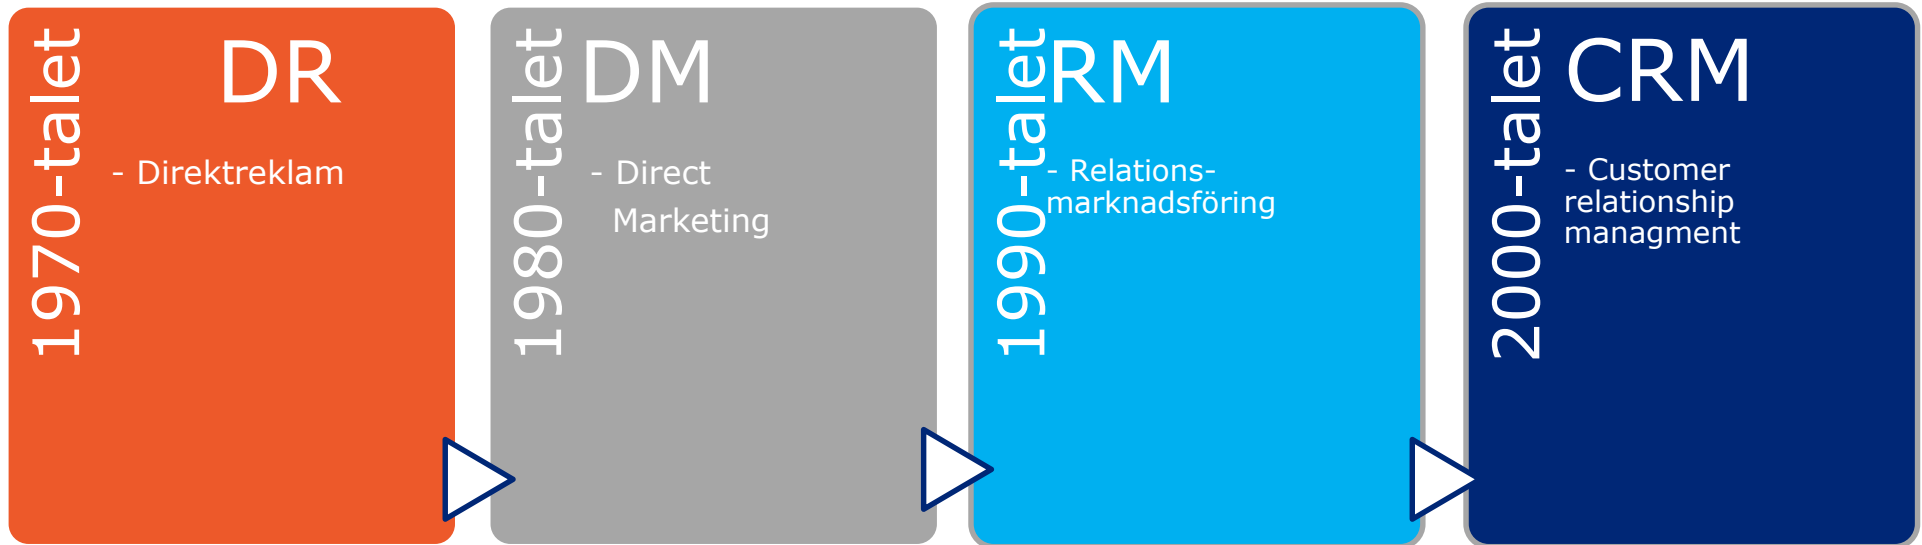 1970-talet
DR
- Direktreklam
1980-talet
DM
- Direct
Marketing
1990-talet
RM
- Relations-
marknadsföring
2000-talet
CRM
- Customer
relationship
managment